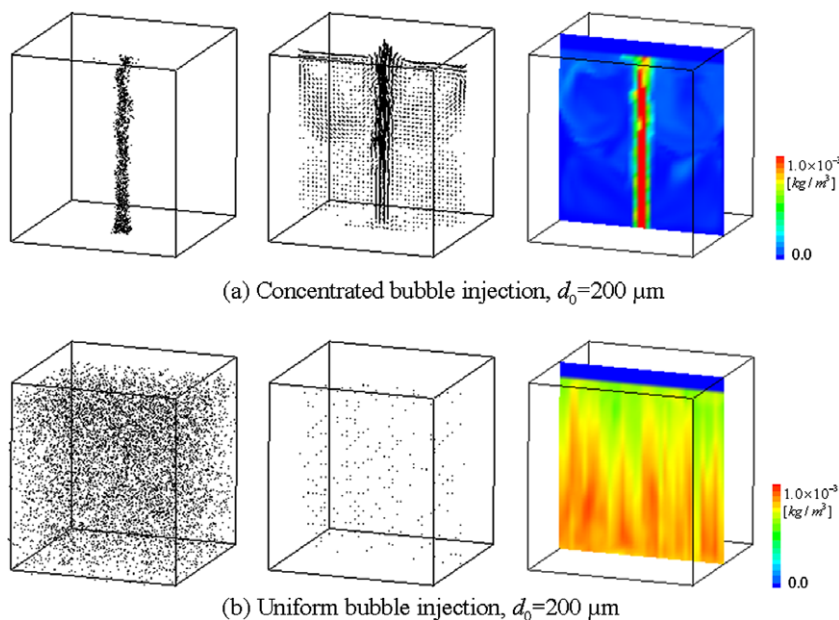 1.0×10⁻
[kg/m³]
0.0
(a) Concentrated bubble injection, d₀=200 μm
1.0×10⁻³
[kg/m³]
0.0
(b) Uniform bubble injection, d₀=200 μm